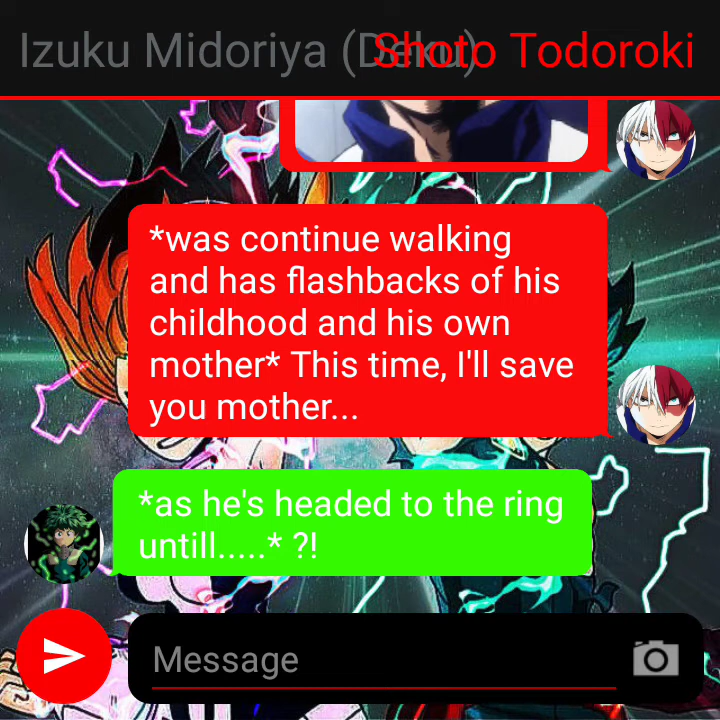 Izuku Midoriya (Deku) Shoto Todoroki
*was continue walking
and has flashbacks of his
childhood and his own
mother* This time, I'll save
you mother...
*as he's headed to the ring
untill.....* ?!
Message